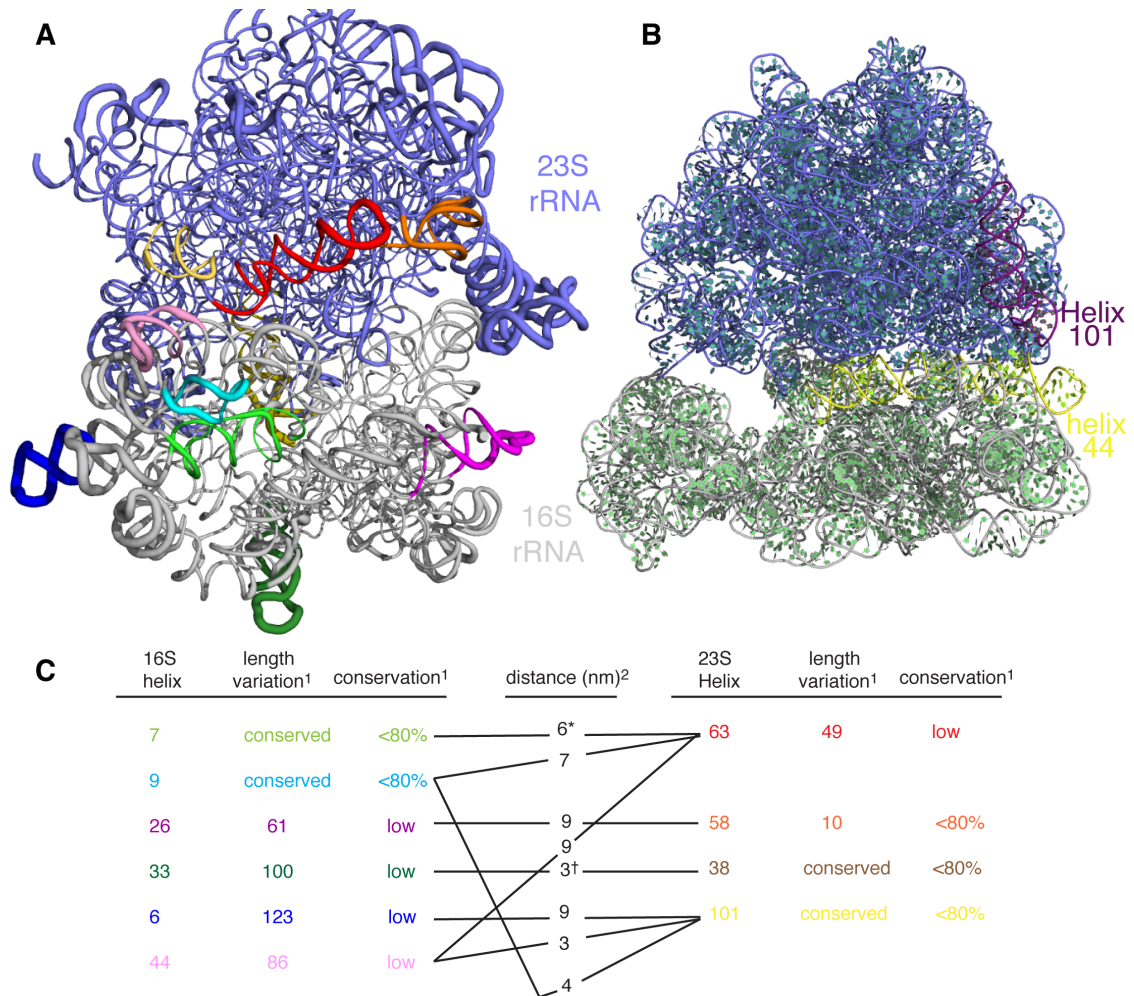 A
B
23S
rRNA
Helix
101
helix
44
16S
rRNA
C
16S
helix
length
variation¹
conservation¹
distance (nm)²
23S
Helix
length
variation¹
conservation¹
7 conserved <80% 6* 63 49 low
7
9 conserved <80%
26 61 low 9 58 10 <80%
9
33 100 low 3† 38 conserved <80%
6 123 low 9 101 conserved <80%
3
44 86 low
4